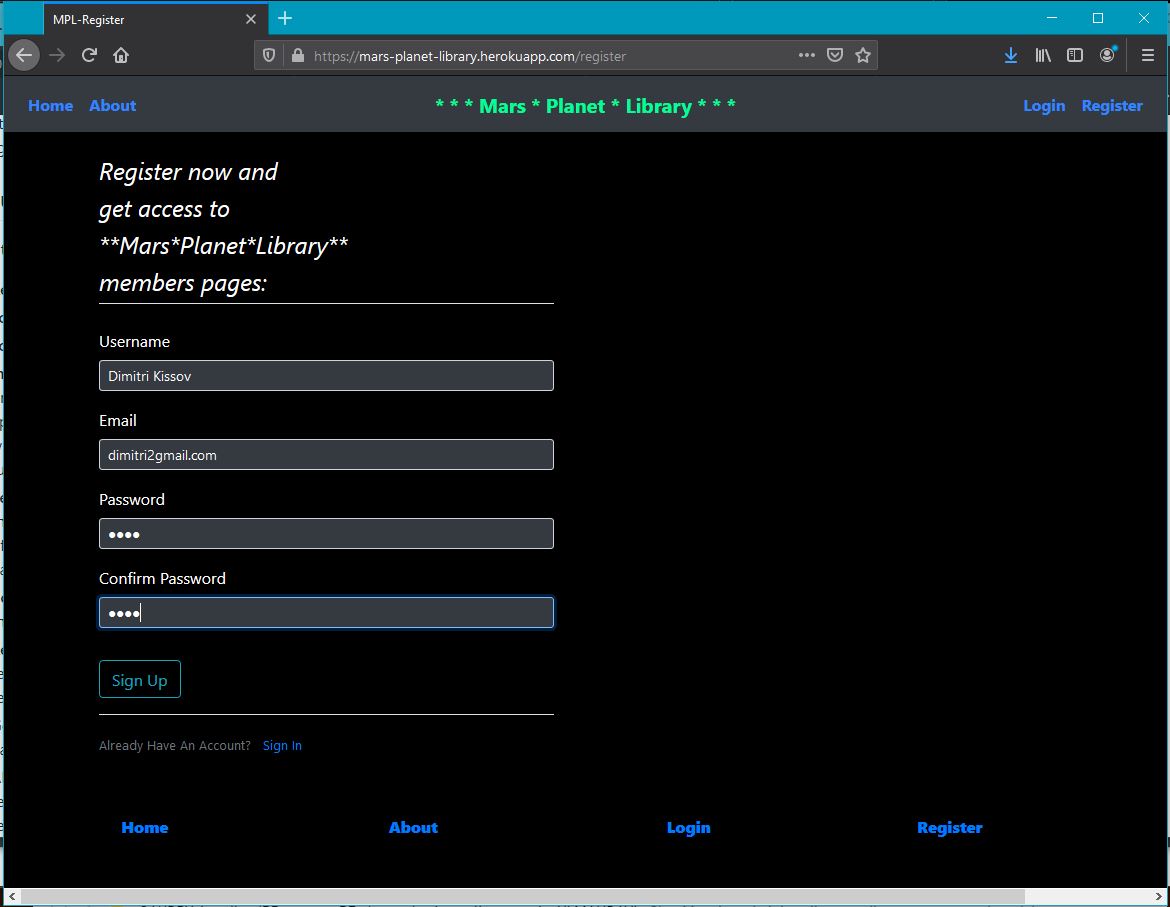 MPL-Register
https://mars-planet-library.herokuapp.com/register
Home About * * * Mars * Planet * Library * * * Login Register
Register now and
get access to
**Mars*Planet*Library**
members pages:
Username
Dimitri Kissov
Email
dimitri2gmail.com
Password
Confirm Password
Sign Up
Already Have An Account? Sign In
Home About Login Register